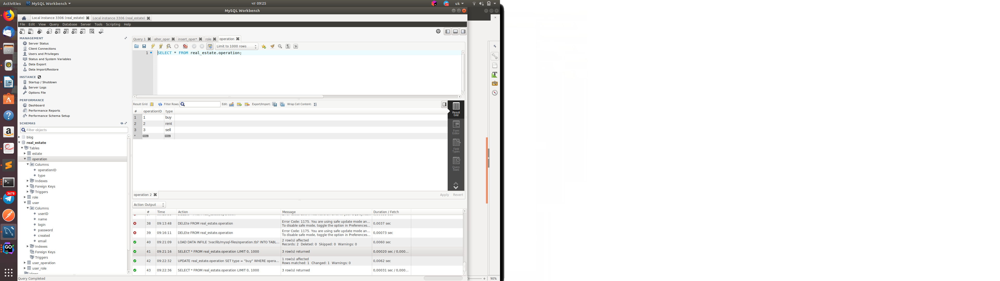 Activities MySQL Workbench чт 09:25 uk
MySQL Workbench
Local instance 3306 (real_estate) Local instance 3306 (real_estate)
File Edit View Query Database Server Tools Scripting Help
MANAGEMENT
Server Status
Client Connections
Users and Privileges
Status and System Variables
Data Export
Data Import/Restore
INSTANCE
Startup / Shutdown
Server Logs
Options File
PERFORMANCE
Dashboard
Performance Reports
Performance Schema Setup
SCHEMAS
Filter objects
blog
real_estate
Tables
estate
operation
Columns
operationID
type
Indexes
Foreign Keys
Triggers
role
user
Columns
userID
name
login
password
created
email
Indexes
Foreign Keys
Triggers
user_operation
user_role
Views
Query Completed
Query 1 alter_oper insert_oper* role operation
Limit to 1000 rows
1 SELECT * FROM real_estate.operation;
Result Grid Filter Rows: Edit: Export/Import: Wrap Cell Content:
# operationID type
1 1 buy
2 2 rent
3 3 sell
* NULL NULL
Result Grid
Form Editor
Field Types
Query Stats
operation 2 Apply Revert
Action Output
# Time Action Message Duration / Fetch
38 09:13:48 DELEte FROM real_estate.operation Error Code: 1175. You are using safe update mode an... To disable safe mode, toggle the option in Preferences... 0,0037 sec
39 09:16:11 DELEte FROM real_estate.operation Error Code: 1175. You are using safe update mode an... To disable safe mode, toggle the option in Preferences... 0,00073 sec
40 09:21:09 LOAD DATA INFILE '/var/lib/mysql-files/operation.tbl' INTO TABL... 2 row(s) affected Records: 2 Deleted: 0 Skipped: 0 Warnings: 0 0,0060 sec
41 09:21:16 SELECT * FROM real_estate.operation LIMIT 0, 1000 3 row(s) returned 0,00020 sec / 0,000...
42 09:22:32 UPDATE real_estate.operation SET type = "buy" WHERE opera... 1 row(s) affected Rows matched: 1 Changed: 1 Warnings: 0 0,0062 sec
43 09:22:36 SELECT * FROM real_estate.operation LIMIT 0, 1000 3 row(s) returned 0,00031 sec / 0,000...
3678
GO
90%